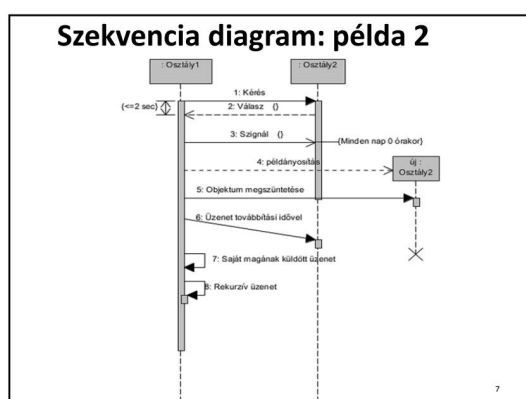 Szekvencia diagram: példa 2
: Osztály1
: Osztály2
1: Kérés
{<=2 sec}
2: Válasz {}
3: Szignál {}
{Minden nap 0 órakor}
4: példányosítás
új :
Osztály2
5: Objektum megszüntetése
6: Üzenet továbbítási idővel
7: Saját magának küldött üzenet
8: Rekurzív üzenet
7